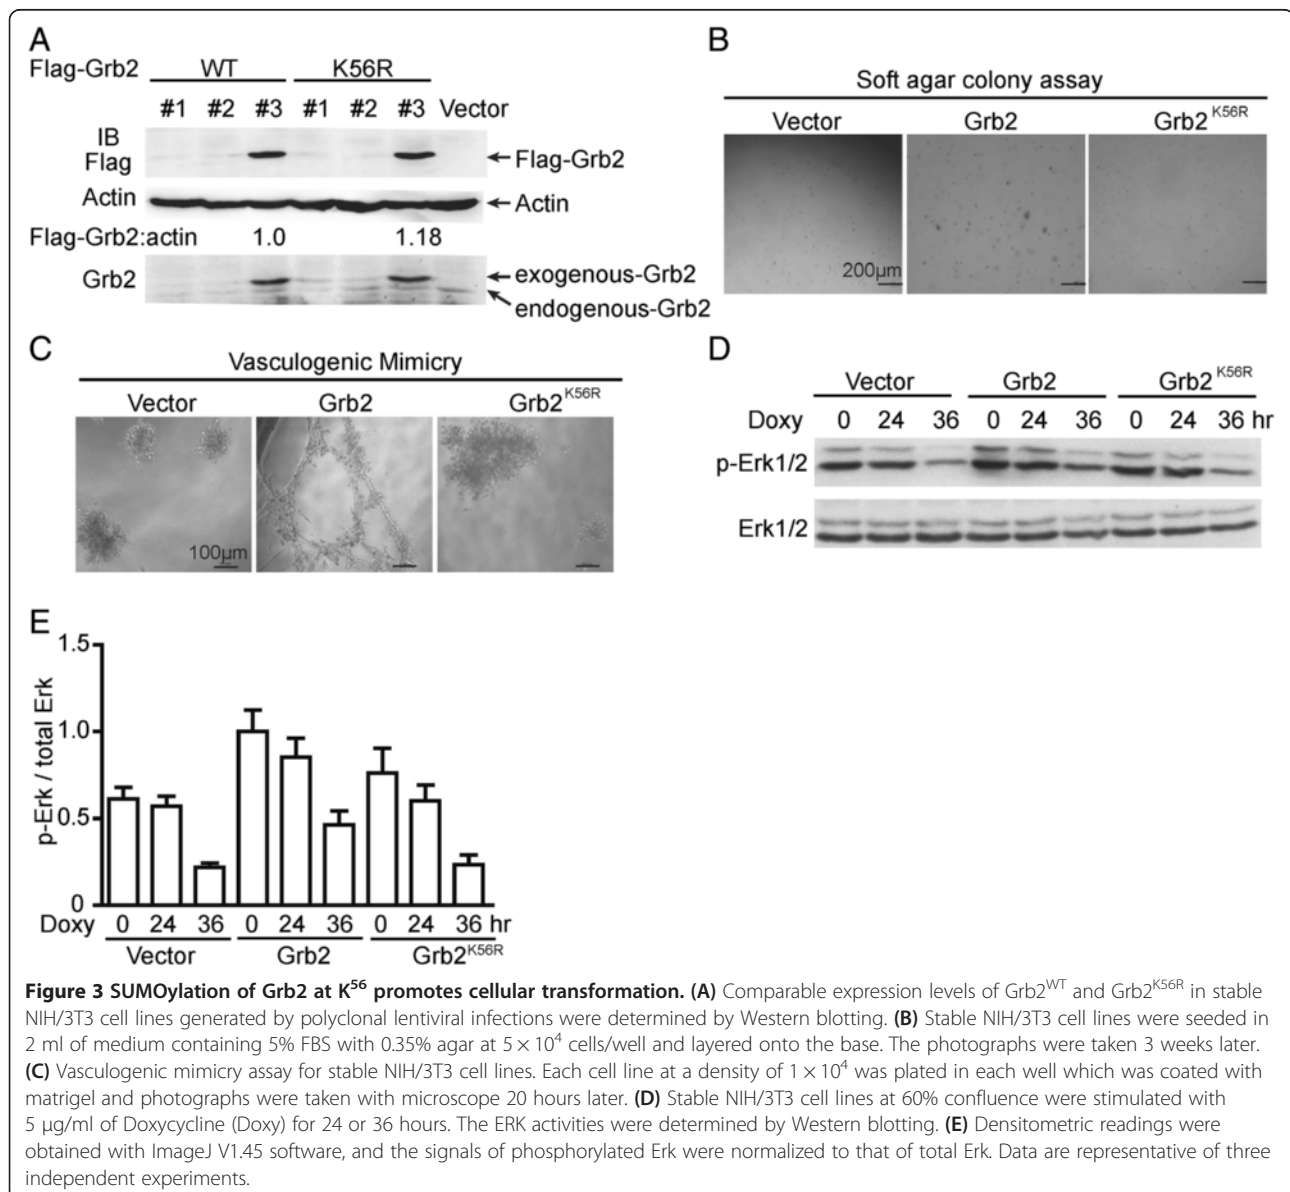 A
Flag-Grb2 WT K56R
#1 #2 #3 #1 #2 #3 Vector
IB
Flag
Flag-Grb2
Actin
Actin
Flag-Grb2:actin 1.0 1.18
Grb2
exogenous-Grb2
endogenous-Grb2
B
Soft agar colony assay
Vector Grb2 Grb2K56R
200µm
C
Vasculogenic Mimicry
Vector Grb2 Grb2K56R
100µm
D
Vector Grb2 Grb2K56R
Doxy 0 24 36 0 24 36 0 24 36 hr
p-Erk1/2
Erk1/2
E
1.5
1.0
0.5
0
p-Erk / total Erk
Doxy 0 24 36 0 24 36 0 24 36 hr
Vector Grb2 Grb2K56R
Figure 3 SUMOylation of Grb2 at K56 promotes cellular transformation. (A) Comparable expression levels of Grb2WT and Grb2K56R in stable
NIH/3T3 cell lines generated by polyclonal lentiviral infections were determined by Western blotting. (B) Stable NIH/3T3 cell lines were seeded in
2 ml of medium containing 5% FBS with 0.35% agar at 5 × 10⁴ cells/well and layered onto the base. The photographs were taken 3 weeks later.
(C) Vasculogenic mimicry assay for stable NIH/3T3 cell lines. Each cell line at a density of 1 × 10⁴ was plated in each well which was coated with
matrigel and photographs were taken with microscope 20 hours later. (D) Stable NIH/3T3 cell lines at 60% confluence were stimulated with
5 µg/ml of Doxycycline (Doxy) for 24 or 36 hours. The ERK activities were determined by Western blotting. (E) Densitometric readings were
obtained with ImageJ V1.45 software, and the signals of phosphorylated Erk were normalized to that of total Erk. Data are representative of three
independent experiments.